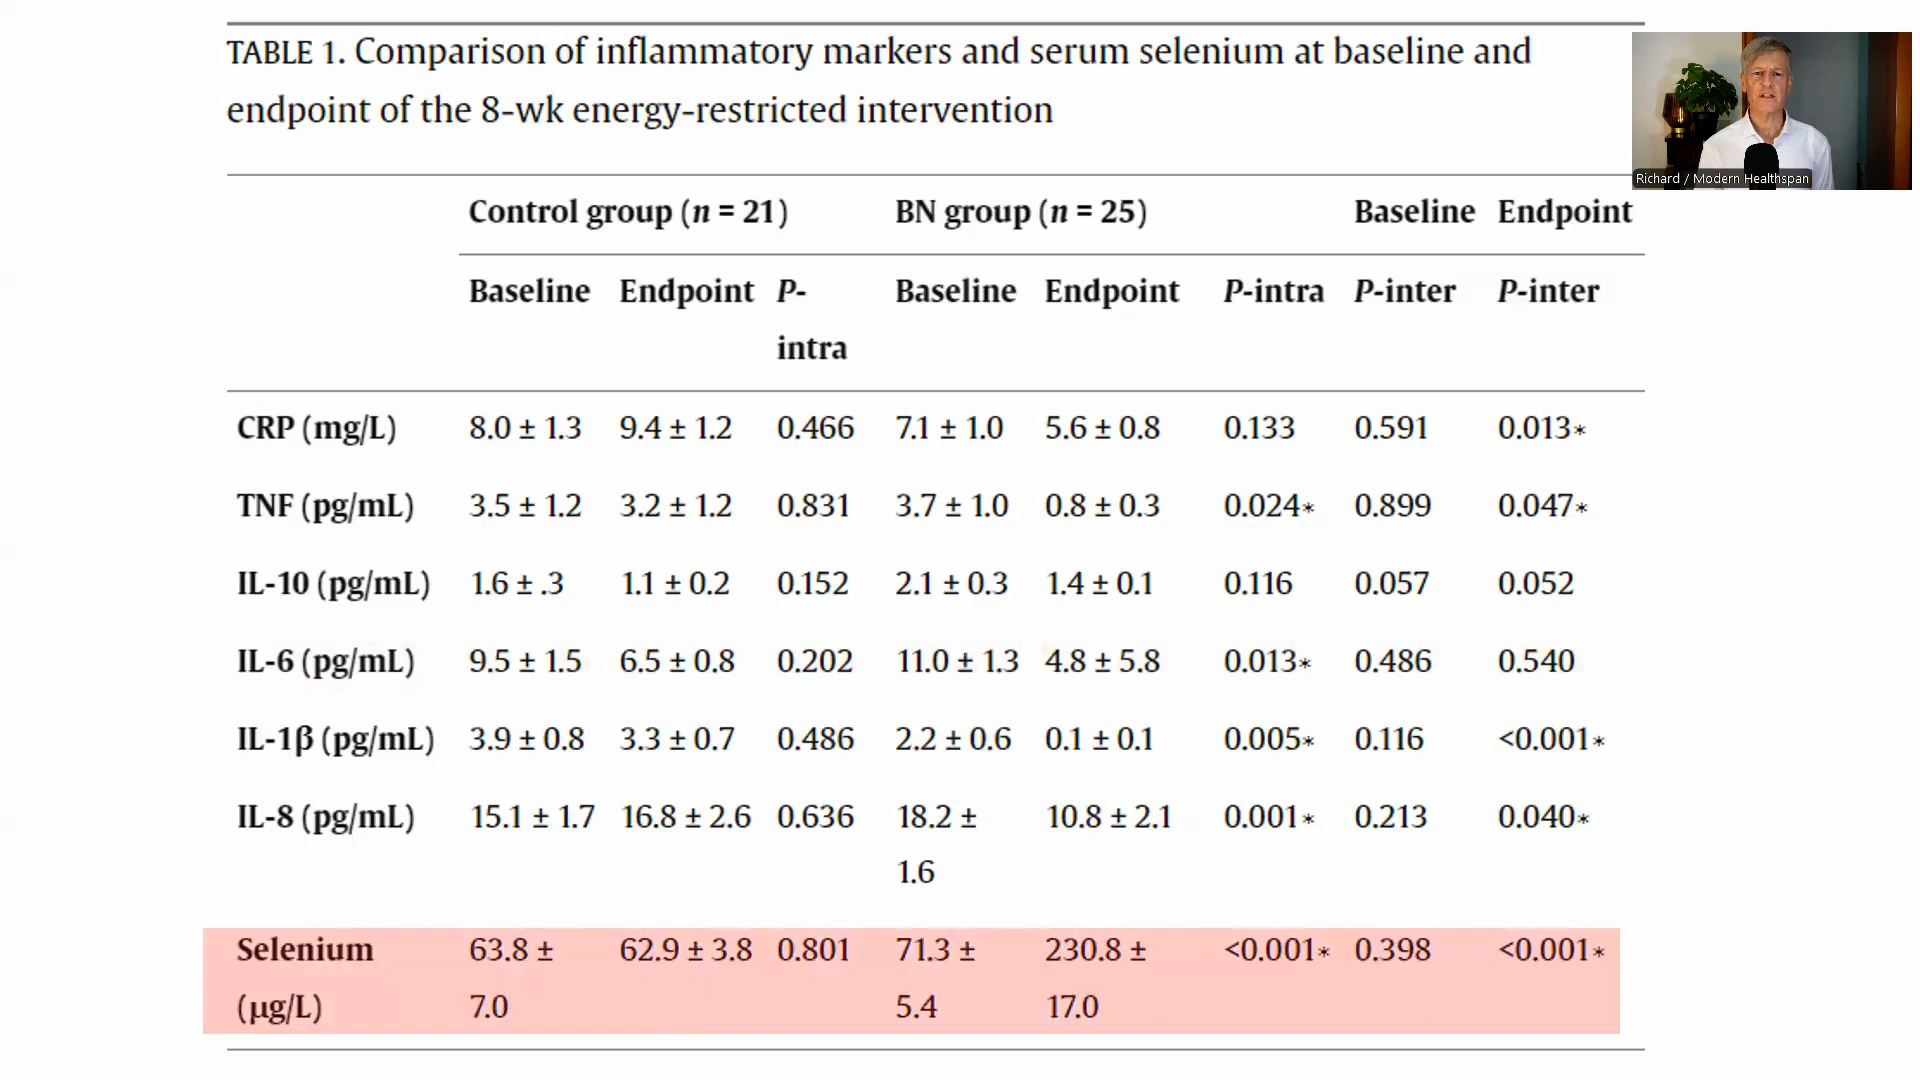 TABLE 1. Comparison of inflammatory markers and serum selenium at baseline and
endpoint of the 8-wk energy-restricted intervention
Richard / Modern Healthspan
Control group (n = 21) BN group (n = 25) Baseline Endpoint
Baseline Endpoint P- Baseline Endpoint P-intra P-inter P-inter
intra
CRP (mg/L) 8.0 ± 1.3 9.4 ± 1.2 0.466 7.1 ± 1.0 5.6 ± 0.8 0.133 0.591 0.013*
TNF (pg/mL) 3.5 ± 1.2 3.2 ± 1.2 0.831 3.7 ± 1.0 0.8 ± 0.3 0.024* 0.899 0.047*
IL-10 (pg/mL) 1.6 ± .3 1.1 ± 0.2 0.152 2.1 ± 0.3 1.4 ± 0.1 0.116 0.057 0.052
IL-6 (pg/mL) 9.5 ± 1.5 6.5 ± 0.8 0.202 11.0 ± 1.3 4.8 ± 5.8 0.013* 0.486 0.540
IL-1β (pg/mL) 3.9 ± 0.8 3.3 ± 0.7 0.486 2.2 ± 0.6 0.1 ± 0.1 0.005* 0.116 <0.001*
IL-8 (pg/mL) 15.1 ± 1.7 16.8 ± 2.6 0.636 18.2 ± 10.8 ± 2.1 0.001* 0.213 0.040*
1.6
Selenium 63.8 ± 62.9 ± 3.8 0.801 71.3 ± 230.8 ± <0.001* 0.398 <0.001*
(μg/L) 7.0 5.4 17.0